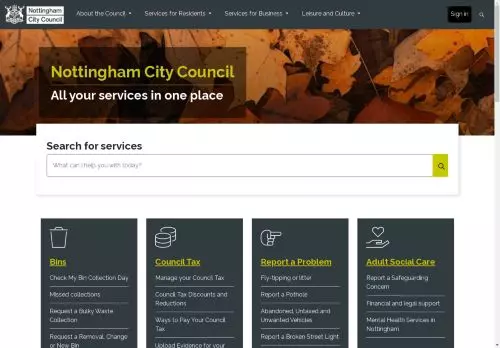 Nottingham
City Council
About the Council
Services for Residents
Services for Business
Leisure and Culture
Sign in
Nottingham City Council
All your services in one place
Search for services
What can I help you with today?
Bins
Check My Bin Collection Day
Missed collections
Request a Bulky Waste
Collection
Request a Removal, Change
or New Bin
Council Tax
Manage your Council Tax
Council Tax Discounts and
Reductions
Ways to Pay Your Council
Tax
Upload Evidence for your
Report a Problem
Fly-tipping or litter
Report a Pothole
Abandoned, Untaxed and
Unwanted Vehicles
Report a Broken Street Light
Adult Social Care
Report a Safeguarding
Concern
Financial and legal support
Mental Health Services in
Nottingham